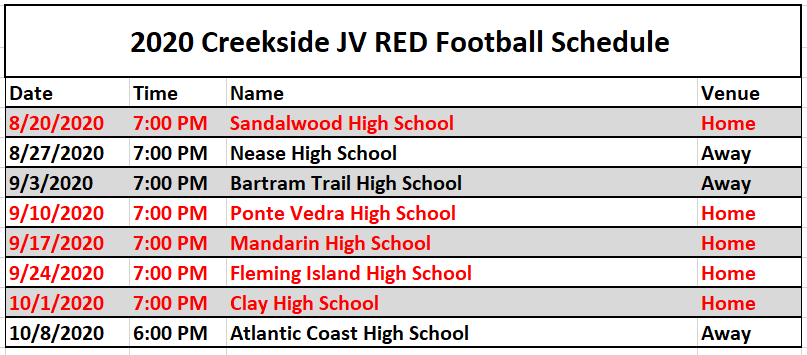 2020 Creekside JV RED Football Schedule
Date Time Name Venue
8/20/2020 7:00 PM Sandalwood High School Home
8/27/2020 7:00 PM Nease High School Away
9/3/2020 7:00 PM Bartram Trail High School Away
9/10/2020 7:00 PM Ponte Vedra High School Home
9/17/2020 7:00 PM Mandarin High School Home
9/24/2020 7:00 PM Fleming Island High School Home
10/1/2020 7:00 PM Clay High School Home
10/8/2020 6:00 PM Atlantic Coast High School Away